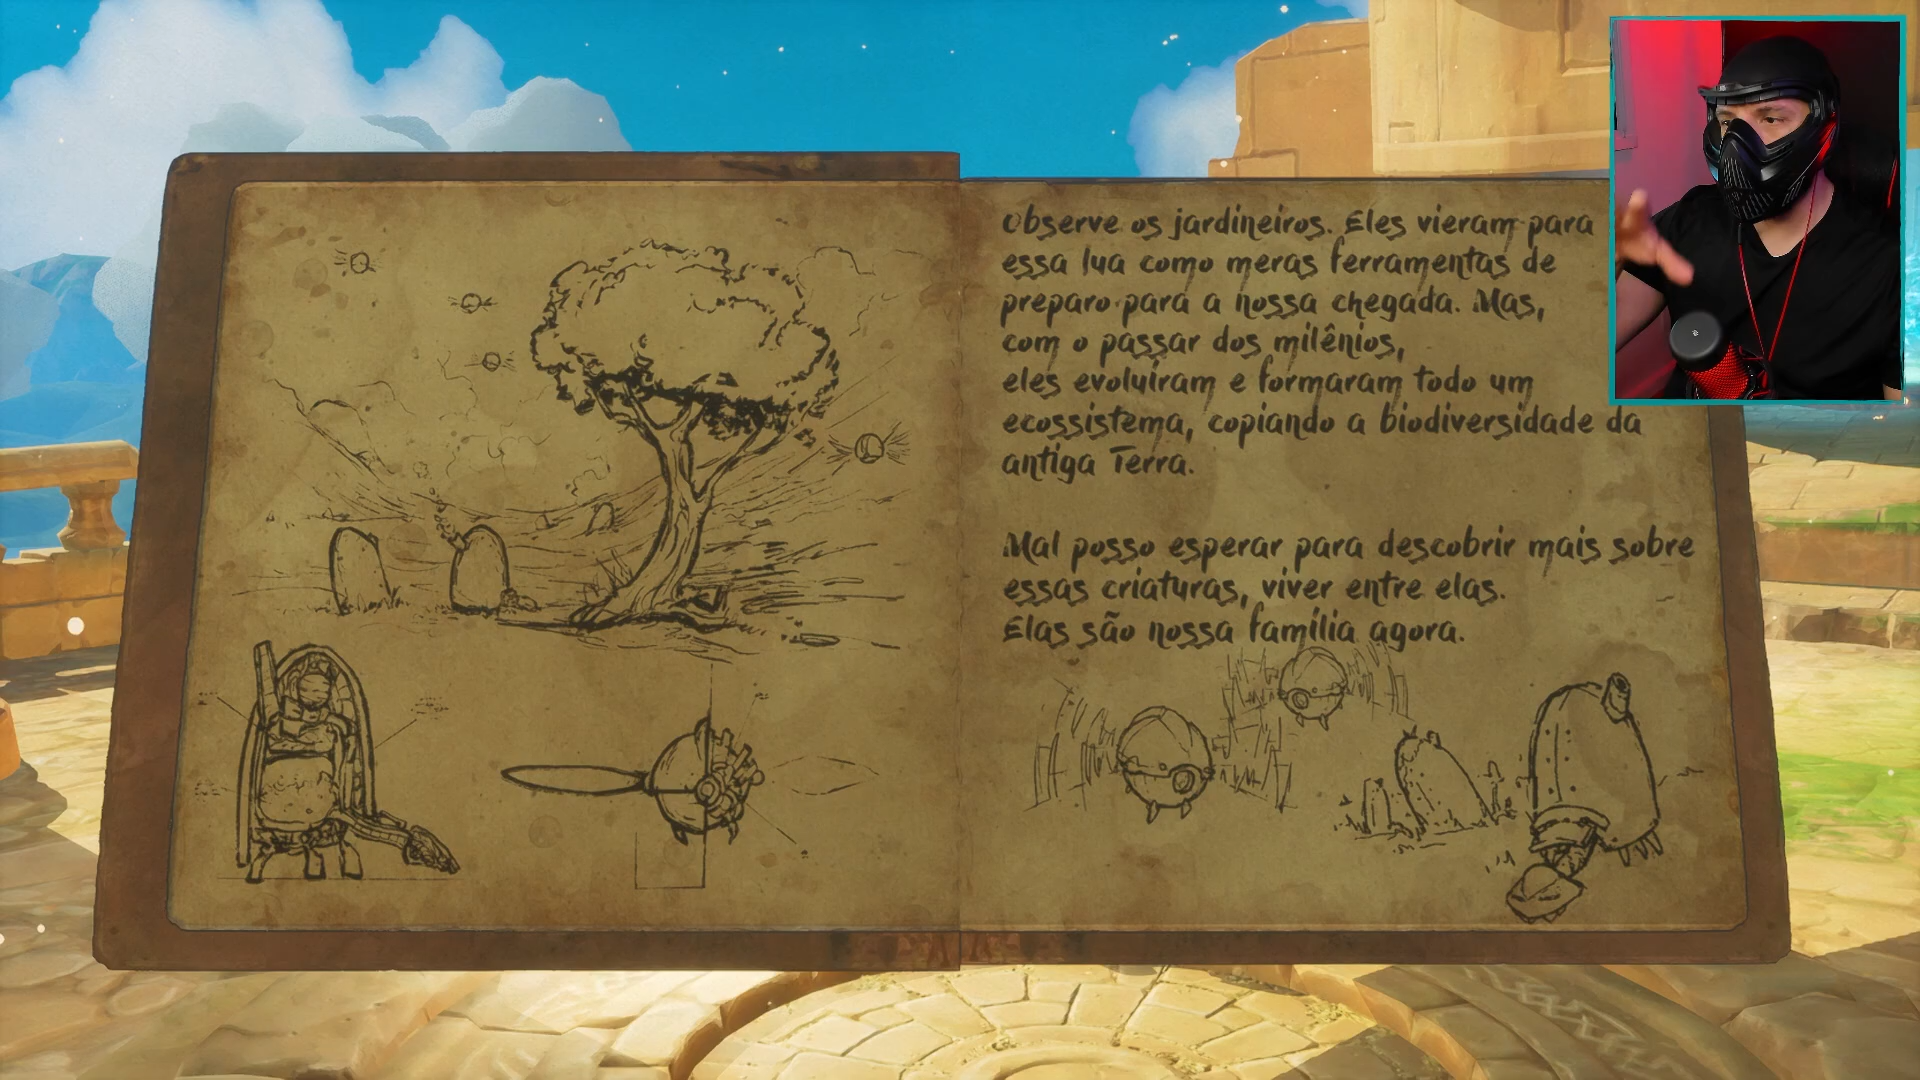 Observe os jardineiros. Eles vieram para
essa lua como meras ferramentas de
preparo para a nossa chegada. Mas,
com o passar dos milênios,
eles evoluíram e formaram todo um
ecossistema, copiando a biodiversidade da
antiga Terra.
Mal posso esperar para descobrir mais sobre
essas criaturas, viver entre elas.
Elas são nossa família agora.